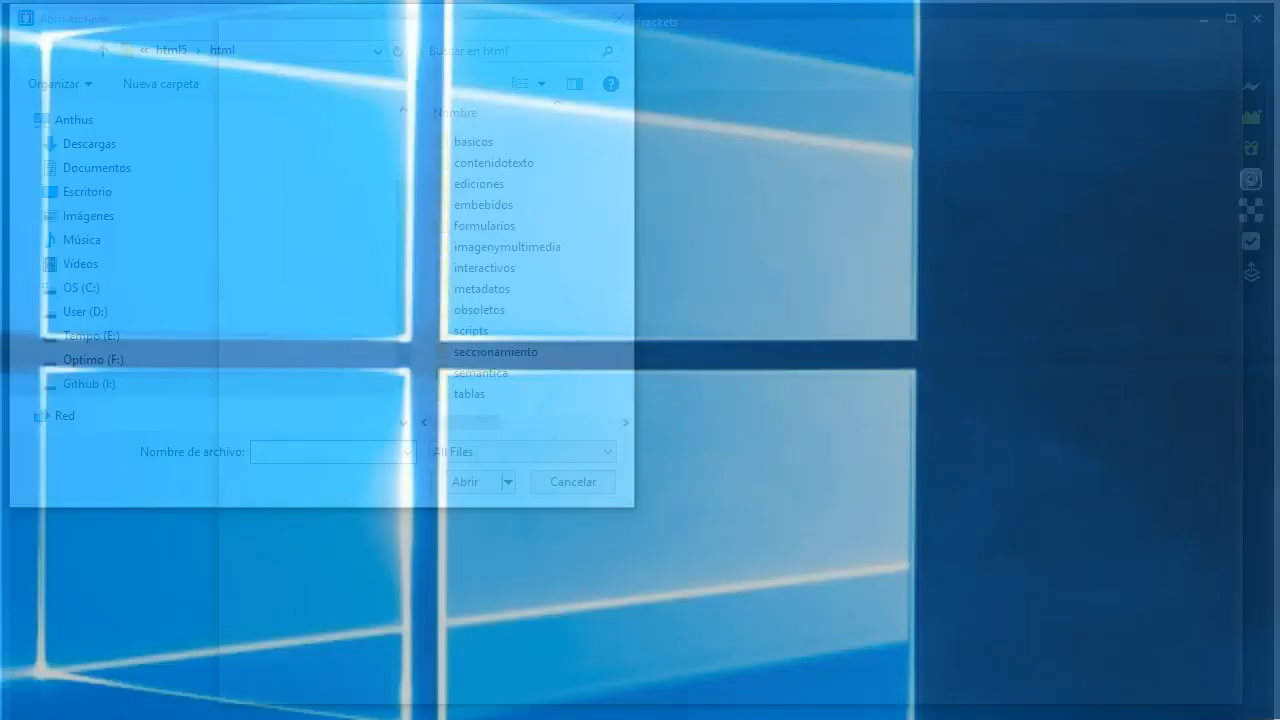 Abrir archivo
Brackets
« html5 › html
Buscar en html
Organizar
Nueva carpeta
Anthus
Descargas
Documentos
Escritorio
Imágenes
Música
Vídeos
OS (C:)
User (D:)
Tempo (E:)
Optimo (F:)
Github (I:)
Red
Nombre
basicos
contenidotexto
ediciones
embebidos
formularios
imagenymultimedia
interactivos
metadatos
obsoletos
scripts
seccionamiento
semantica
tablas
Nombre de archivo:
All Files
Abrir
Cancelar